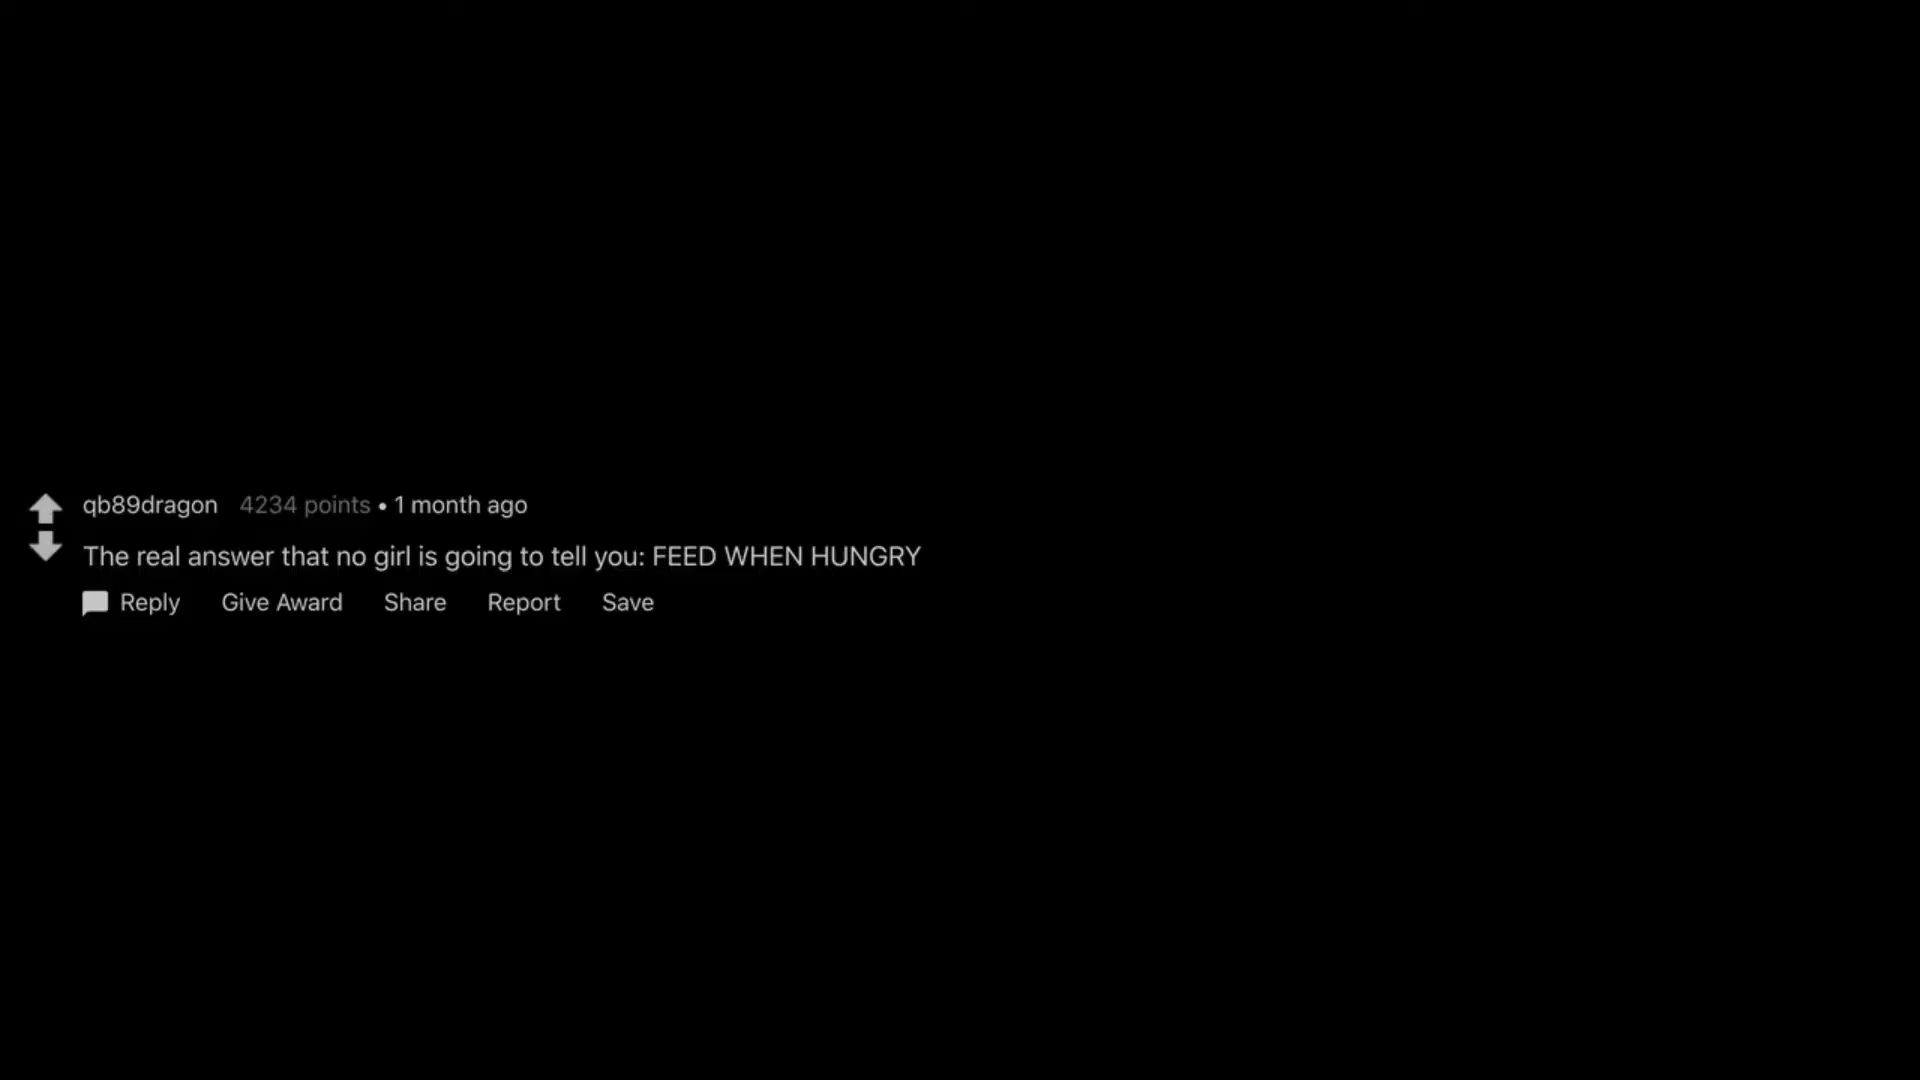 qb89dragon 4234 points • 1 month ago
The real answer that no girl is going to tell you: FEED WHEN HUNGRY
Reply Give Award Share Report Save